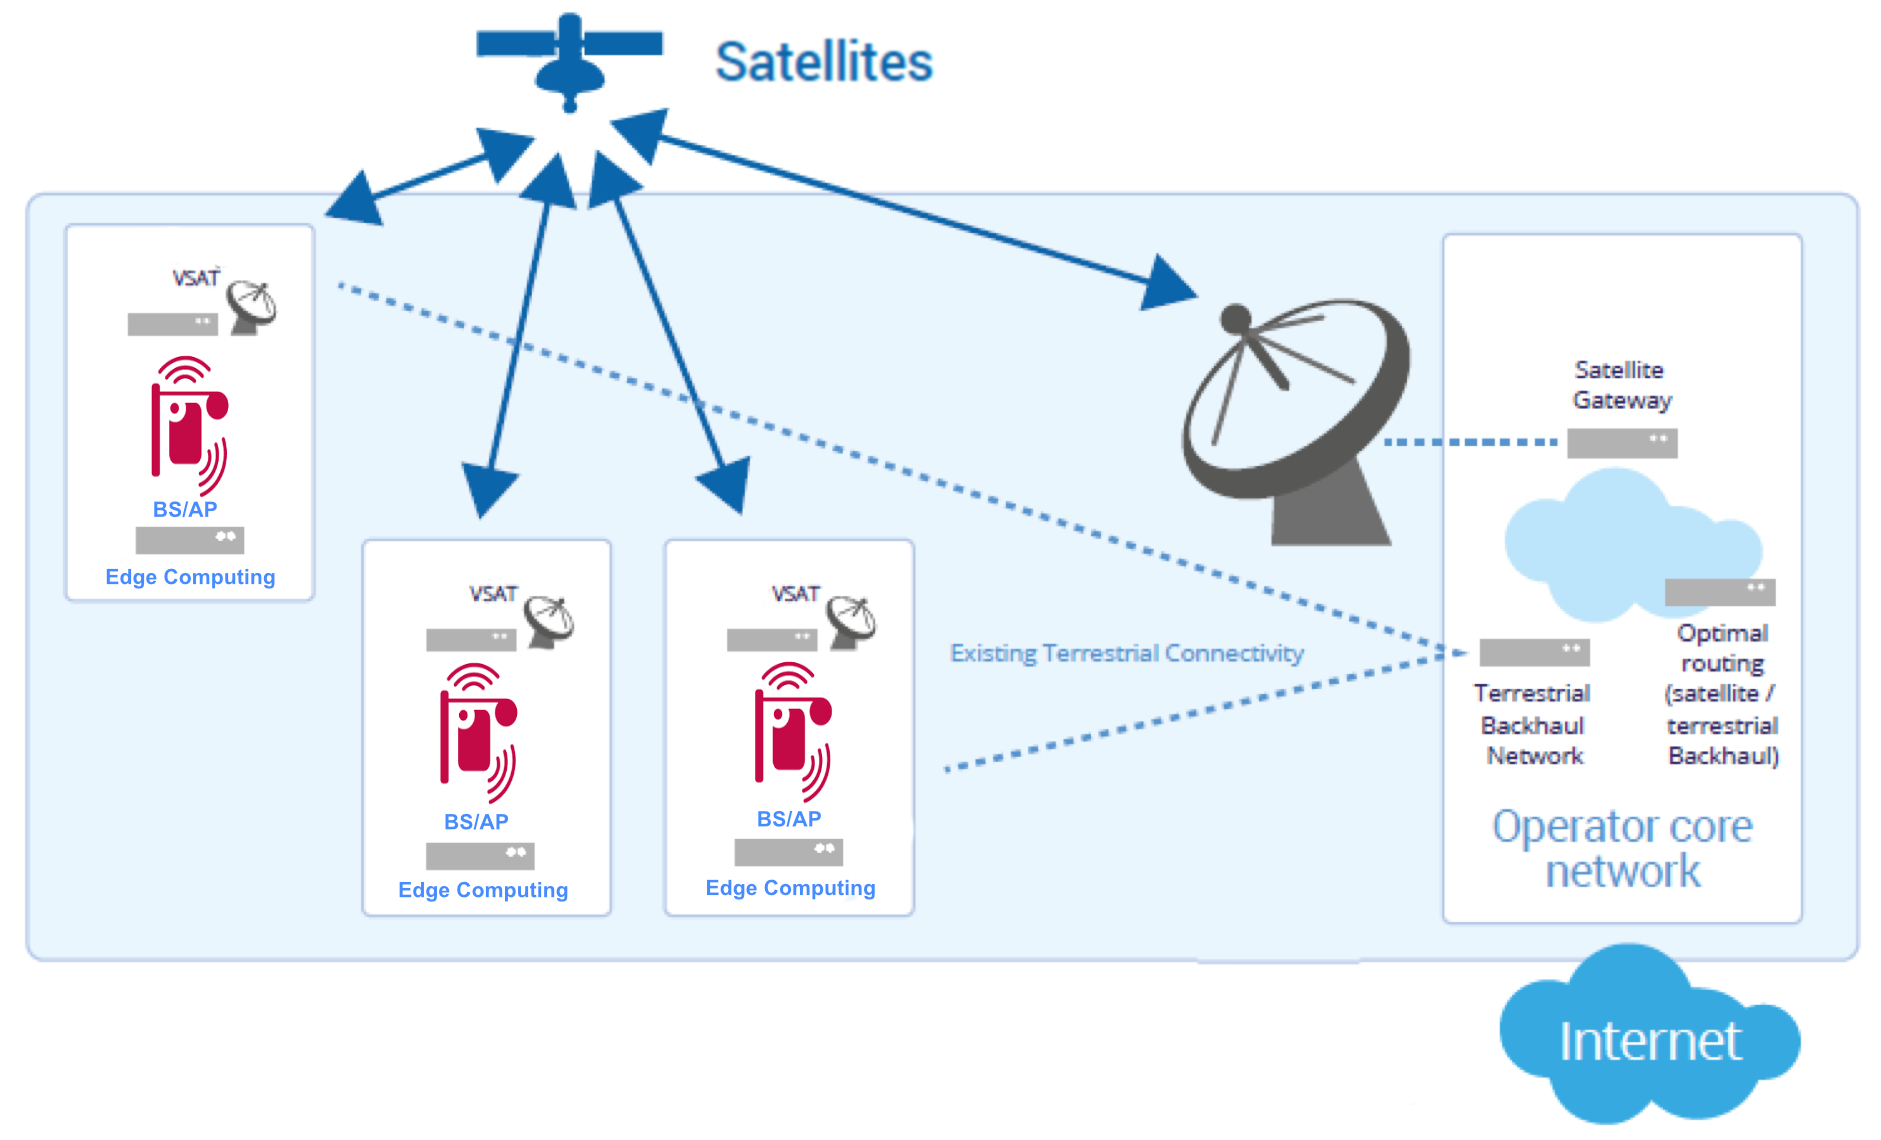 Satellites
VSAT
BS/AP
Edge Computing
VSAT
BS/AP
Edge Computing
VSAT
BS/AP
Edge Computing
Existing Terrestrial Connectivity
Satellite
Gateway
Terrestrial
Backhaul
Network
Optimal
routing
(satellite /
terrestrial
Backhaul)
Operator core
network
Internet